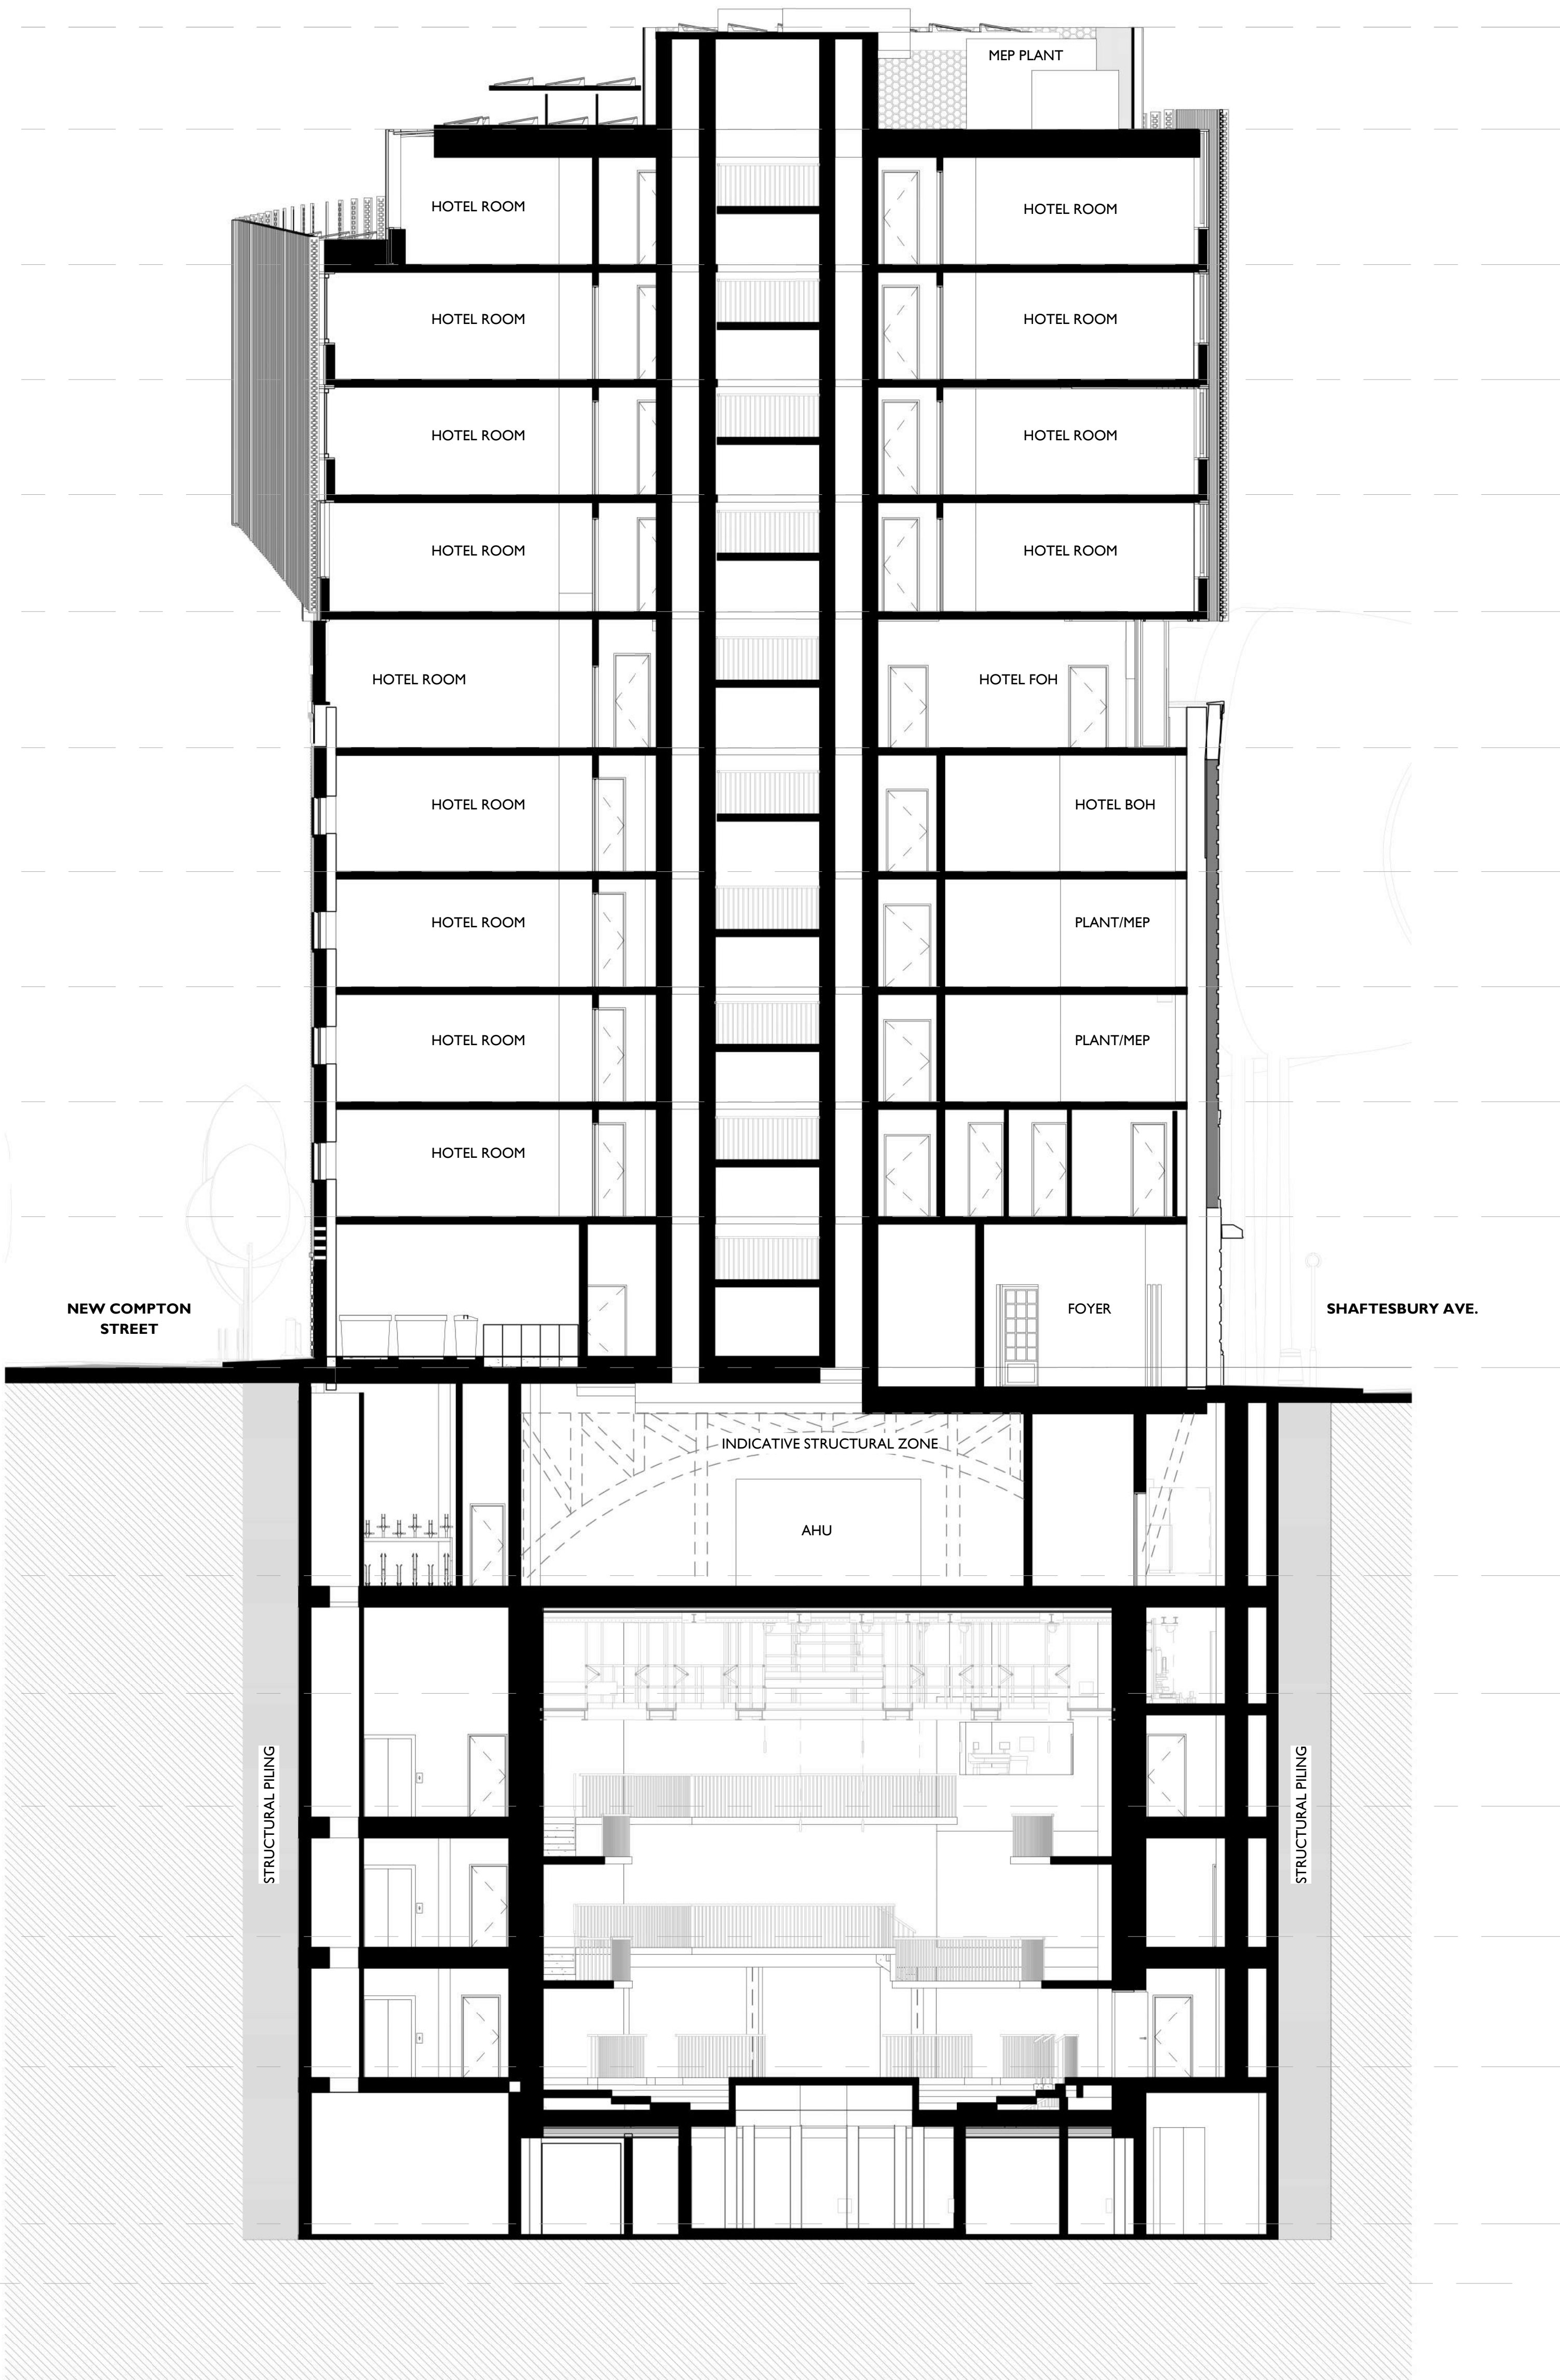 MEP PLANT
HOTEL ROOM
HOTEL ROOM
HOTEL ROOM
HOTEL ROOM
HOTEL ROOM
HOTEL ROOM
HOTEL ROOM
HOTEL ROOM
HOTEL ROOM
HOTEL FOH
HOTEL ROOM
HOTEL BOH
HOTEL ROOM
PLANT/MEP
HOTEL ROOM
PLANT/MEP
HOTEL ROOM
NEW COMPTON
STREET
FOYER
SHAFTESBURY AVE.
INDICATIVE STRUCTURAL ZONE
AHU
STRUCTURAL PILING
STRUCTURAL PILING